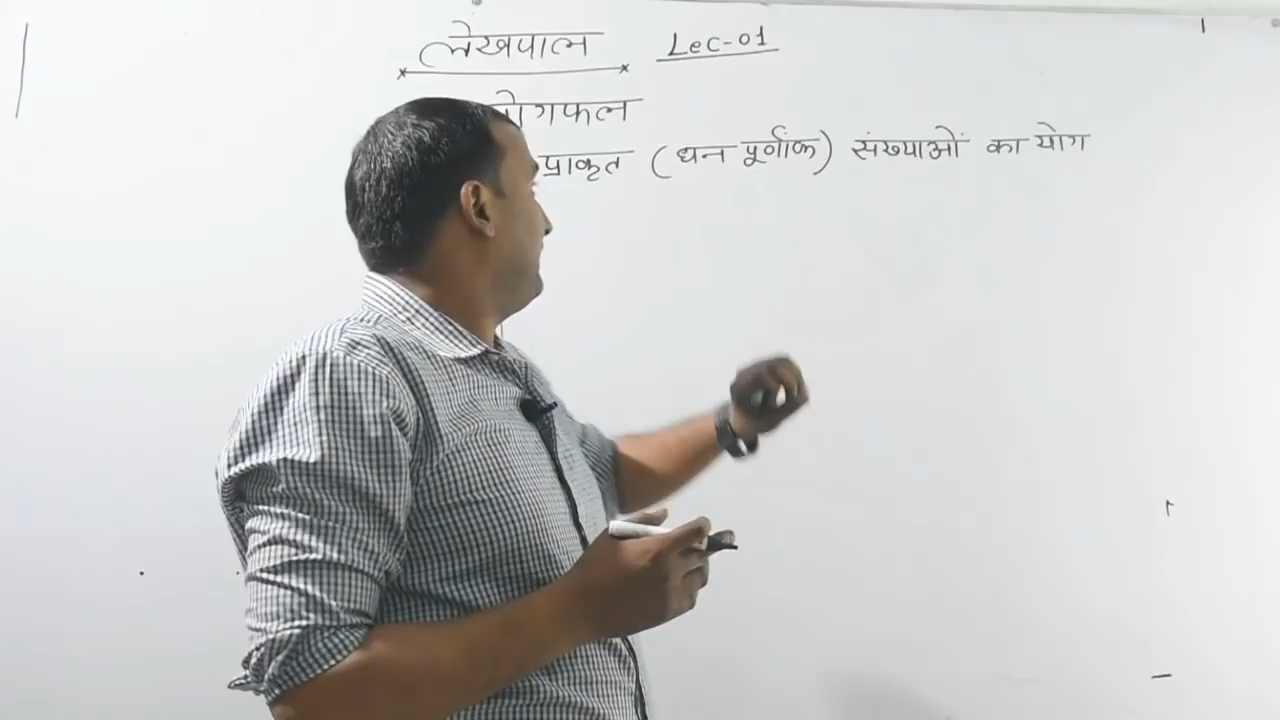 लेखपाल Lec-01
ोगफल
प्राकृत (धन पूर्णांक) संख्याओं का योग